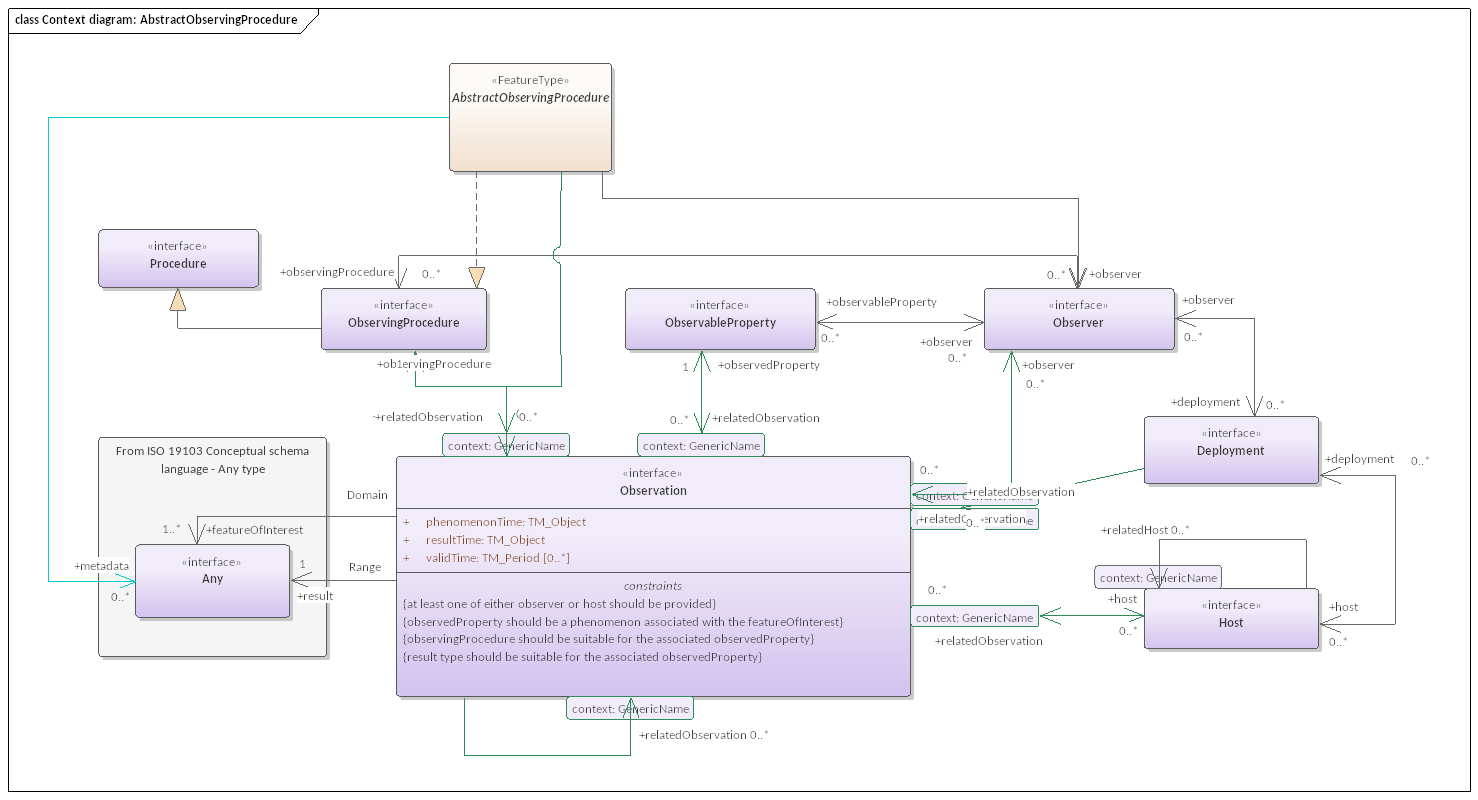 class Context diagram: AbstractObservingProcedure
«FeatureType»
AbstractObservingProcedure
«interface»
Procedure
+observingProcedure
0..*
0..*
+observer
«interface»
ObservingProcedure
«interface»
ObservableProperty
+observableProperty
0..*
+observer
0..*
«interface»
Observer
+observer
0..*
+observer
0..*
1
+observedProperty
+deployment
0..*
+relatedObservation
0..*
0..*
+relatedObservation
context: GenericName
context: GenericName
«interface»
Deployment
+deployment
0..*
From ISO 19103 Conceptual schema
language - Any type
Domain
1..*
+featureOfInterest
«interface»
Any
+metadata
0..*
Range
1
+result
«interface»
Observation
+ phenomenonTime: TM_Object
+ resultTime: TM_Object
+ validTime: TM_Period [0..*]
constraints
{at least one of either observer or host should be provided}
{observedProperty should be a phenomenon associated with the featureOfInterest}
{observingProcedure should be suitable for the associated observedProperty}
{result type should be suitable for the associated observedProperty}
0..*
+relatedObservation
0..*
+relatedHost 0..*
context: GenericName
0..*
context: GenericName
+relatedObservation
+host
0..*
«interface»
Host
+host
0..*
context: GenericName
+relatedObservation 0..*